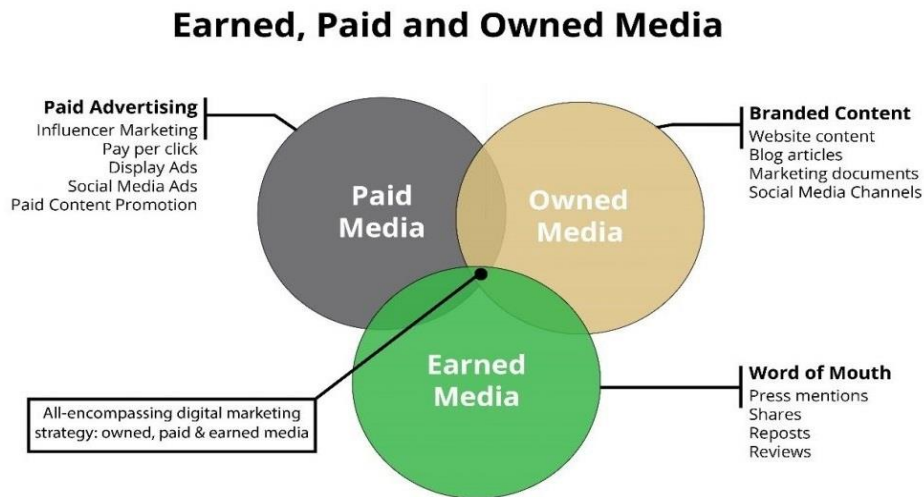 Earned, Paid and Owned Media
Paid Advertising
Influencer Marketing
Pay per click
Display Ads
Social Media Ads
Paid Content Promotion
Paid
Media
Owned
Media
Branded Content
Website content
Blog articles
Marketing documents
Social Media Channels
Earned
Media
All-encompassing digital marketing
strategy: owned, paid & earned media
Word of Mouth
Press mentions
Shares
Reposts
Reviews